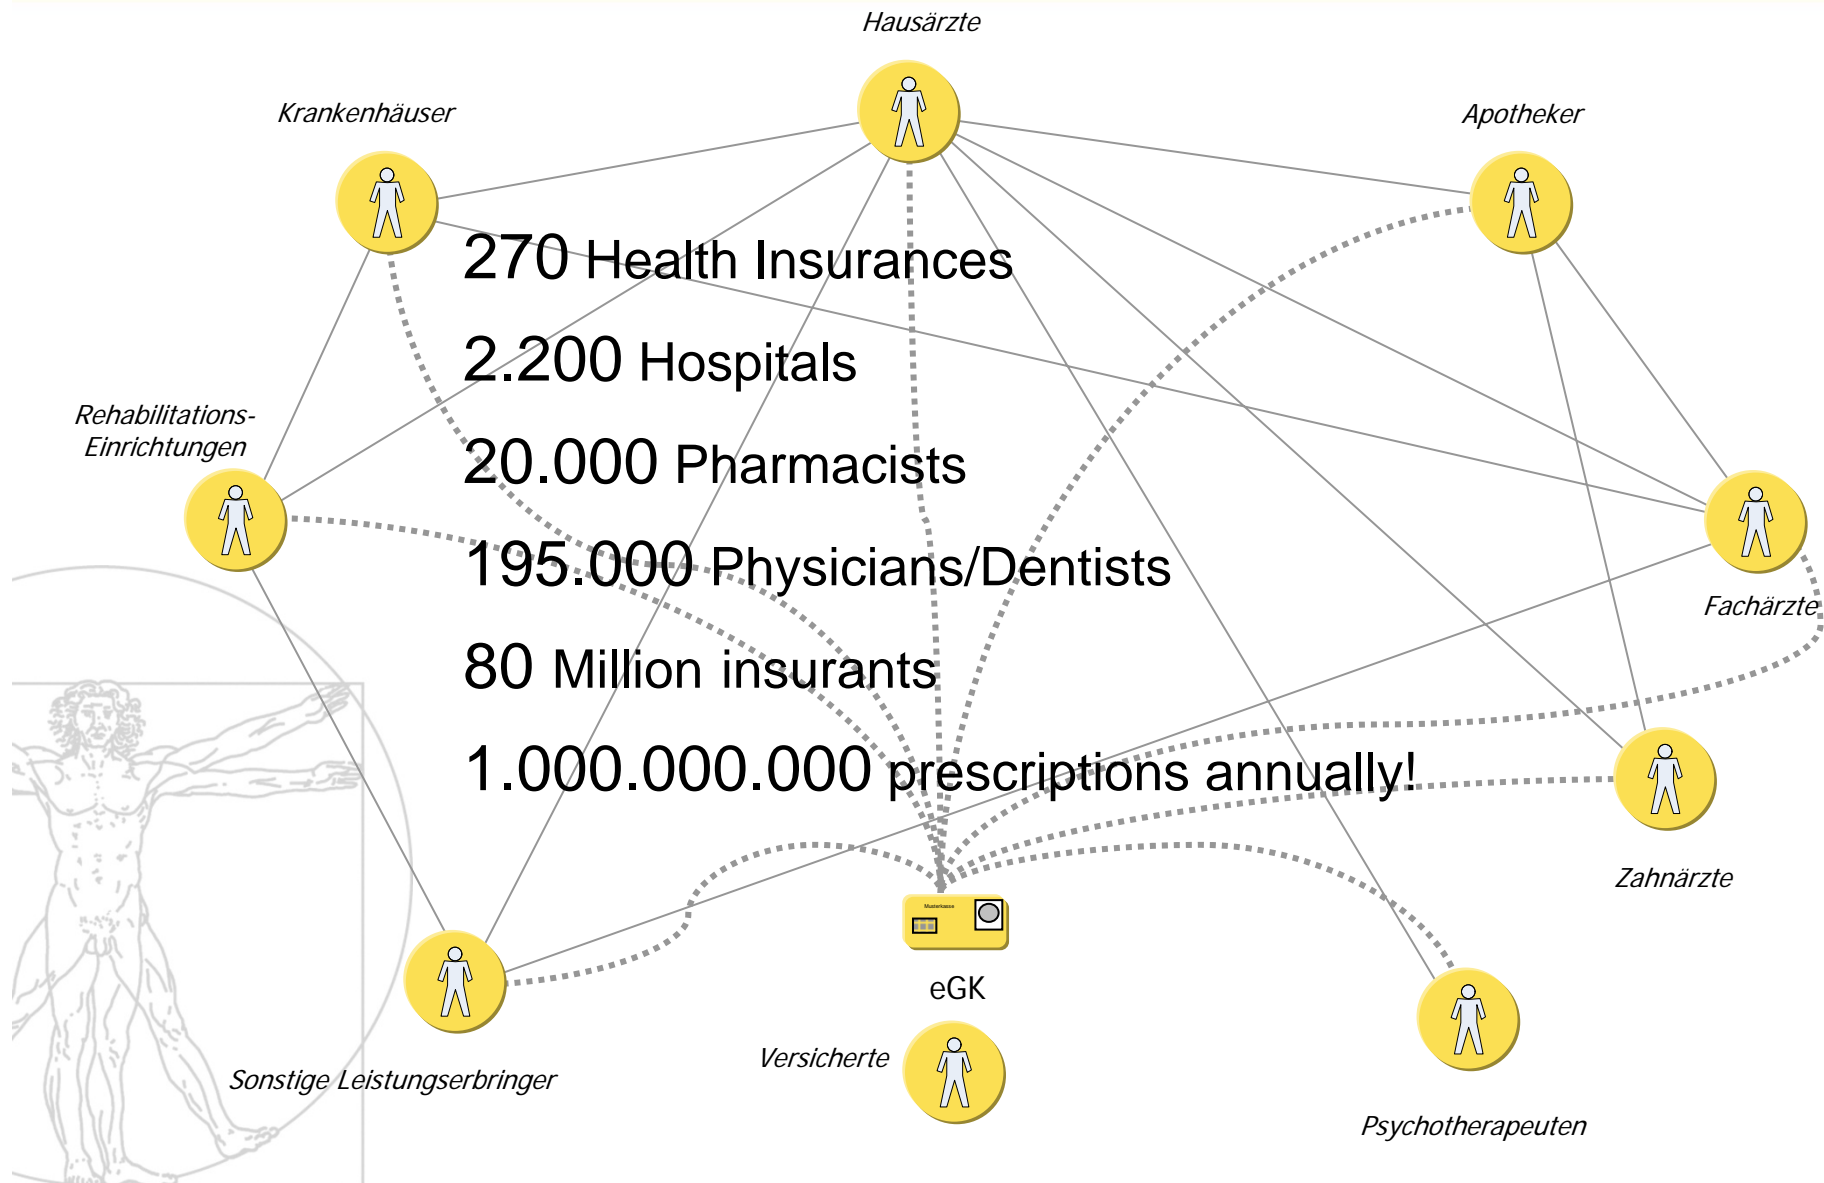 Hausärzte
Krankenhäuser
Apotheker
270 Health Insurances
2.200 Hospitals
Rehabilitations-
Einrichtungen
20.000 Pharmacists
195.000 Physicians/Dentists
Fachärzte
80 Million insurants
1.000.000.000 prescriptions annually!
Zahnärzte
Musterkasse
eGK
Versicherte
Sonstige Leistungserbringer
Psychotherapeuten